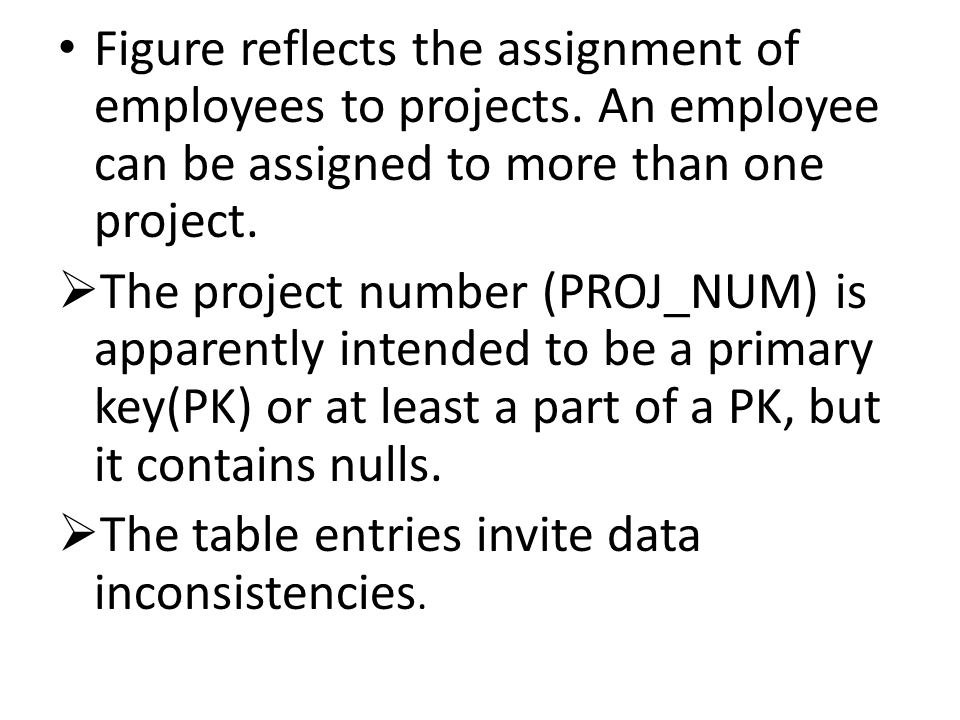 • Figure reflects the assignment of
employees to projects. An employee
can be assigned to more than one
project.
➢The project number (PROJ_NUM) is
apparently intended to be a primary
key(PK) or at least a part of a PK, but
it contains nulls.
➢The table entries invite data
inconsistencies.